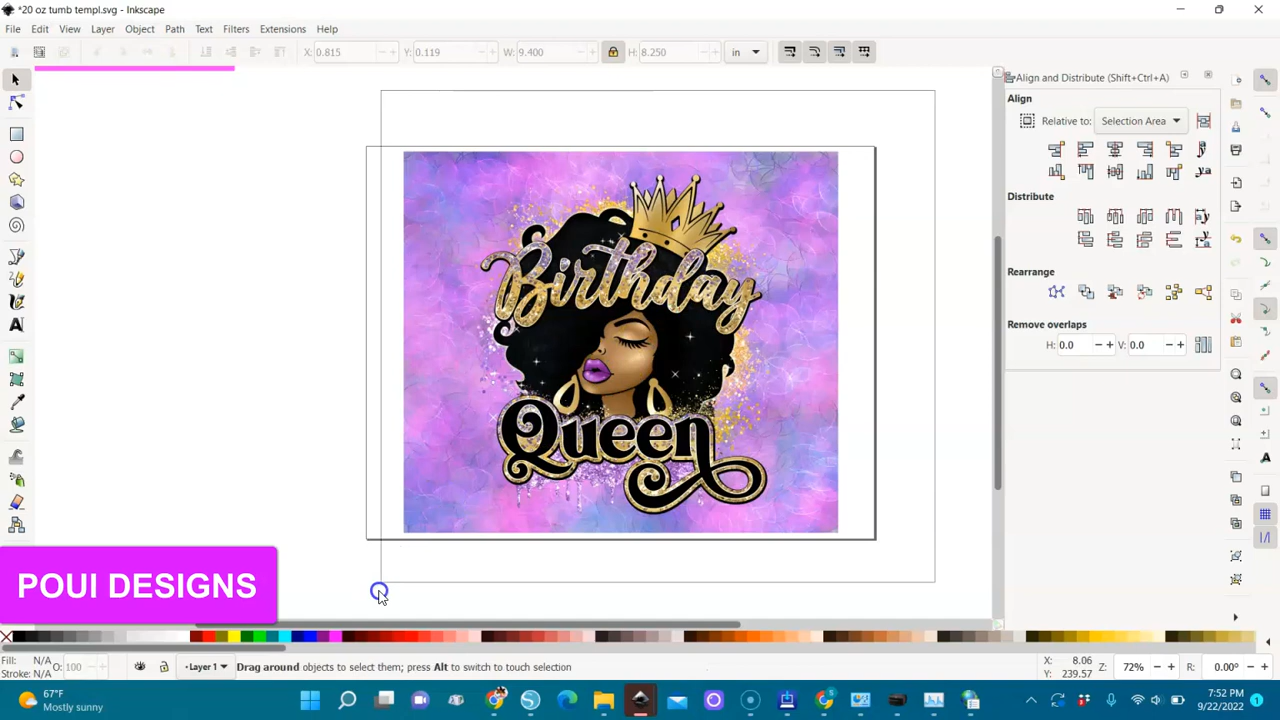 *20 oz tumb templ.svg - Inkscape
File Edit View Layer Object Path Text Filters Extensions Help
X: 0.815 Y: 0.119 W: 9.400 H: 8.250 in
Align and Distribute (Shift+Ctrl+A)
Align
Relative to: Selection Area
Distribute
Rearrange
Remove overlaps
H: 0.0 V: 0.0
Birthday
Queen
POUI DESIGNS
Fill: N/A
Stroke: N/A
O: 100
Layer 1
Drag around objects to select them; press Alt to switch to touch selection
X: 8.06
Y: 239.57
Z: 72%
R: 0.00°
67°F
Mostly sunny
7:52 PM
9/22/2022